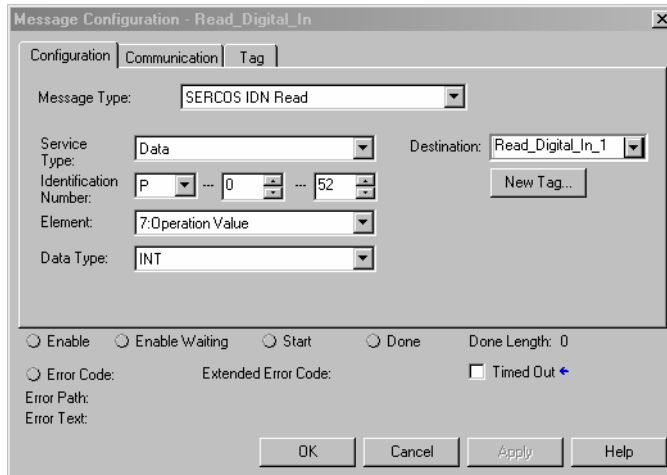 Message Configuration - Read_Digital_In
Configuration Communication Tag
Message Type: SERCOS IDN Read
Service Type: Data Destination: Read_Digital_In_1
Identification Number: P --- 0 --- 52 New Tag...
Element: 7:Operation Value
Data Type: INT
Enable Enable Waiting Start Done Done Length: 0
Error Code: Extended Error Code: Timed Out
Error Path:
Error Text:
OK Cancel Apply Help